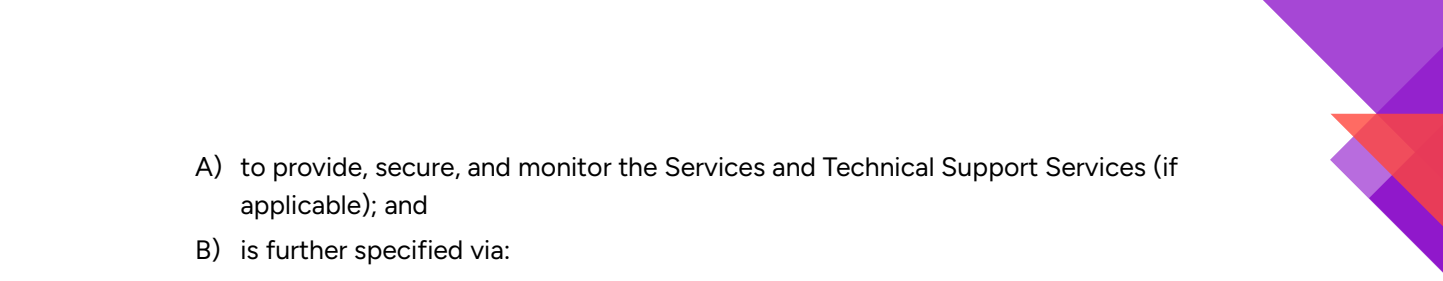 A) to provide, secure, and monitor the Services and Technical Support Services (if
applicable); and
B) is further specified via: